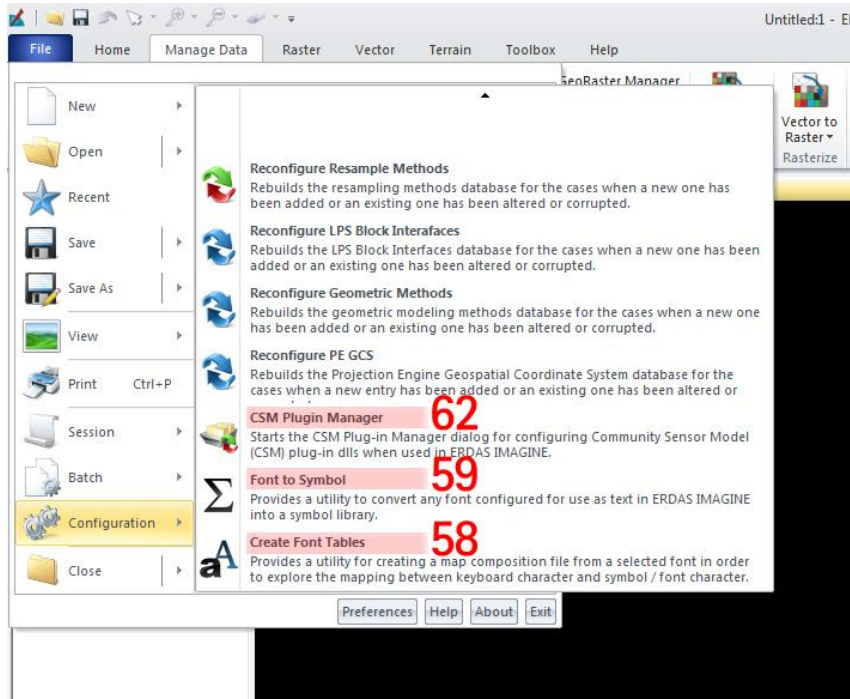 Untitled:1 - E
File Home Manage Data Raster Vector Terrain Toolbox Help
GeoRaster Manager
Vector to
Raster
Rasterize
New
Open
Recent
Save
Save As
View
Print Ctrl+P
Session
Batch
Configuration
Close
Reconfigure Resample Methods
Rebuilds the resampling methods database for the cases when a new one has
been added or an existing one has been altered or corrupted.
Reconfigure LPS Block Interafaces
Rebuilds the LPS Block Interfaces database for the cases when a new one has been
added or an existing one has been altered or corrupted.
Reconfigure Geometric Methods
Rebuilds the geometric modeling methods database for the cases when a new one
has been added or an existing one has been altered or corrupted.
Reconfigure PE GCS
Rebuilds the Projection Engine Geospatial Coordinate System database for the
cases when a new entry has been added or an existing one has been altered or
CSM Plugin Manager 62
Starts the CSM Plug-in Manager dialog for configuring Community Sensor Model
(CSM) plug-in dlls when used in ERDAS IMAGINE.
Font to Symbol 59
Provides a utility to convert any font configured for use as text in ERDAS IMAGINE
into a symbol library.
Create Font Tables 58
Provides a utility for creating a map composition file from a selected font in order
to explore the mapping between keyboard character and symbol / font character.
Preferences Help About Exit